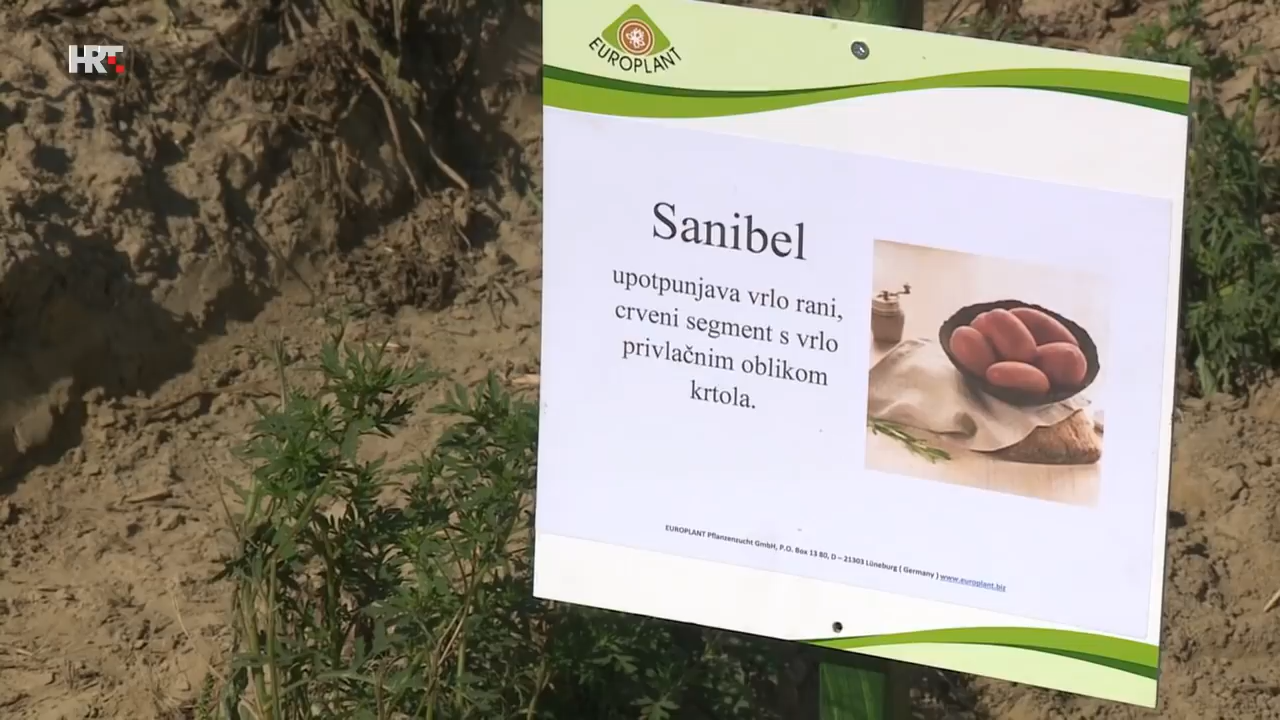 HRT
EUROPLANT
Sanibel
upotpunjava vrlo rani,
crveni segment s vrlo
privlačnim oblikom
krtola.
EUROPLANT Pflanzenzucht GmbH, P.O. Box 13 80, D – 21303 Lüneburg ( Germany ) www.europlant.biz